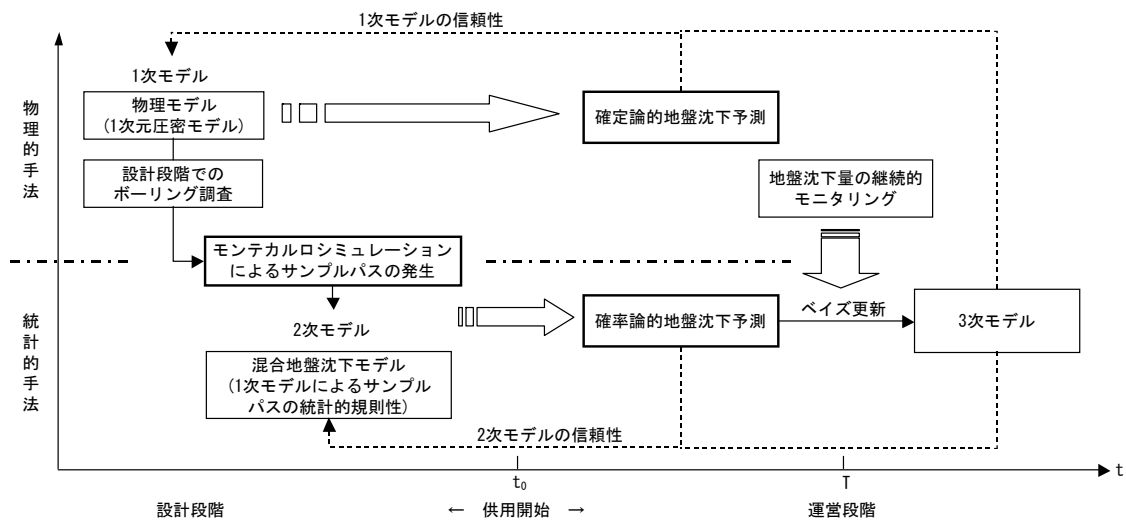 1次モデルの信頼性
物理的手法
1次モデル
物理モデル
(1次元圧密モデル)
設計段階での
ボーリング調査
確定論的地盤沈下予測
地盤沈下量の継続的
モニタリング
モンテカルロシミュレーション
によるサンプルパスの発生
統計的手法
2次モデル
混合地盤沈下モデル
(1次モデルによるサンプル
パスの統計的規則性)
確率論的地盤沈下予測
ベイズ更新
3次モデル
2次モデルの信頼性
t₀
T
t
設計段階
← 供用開始 →
運営段階